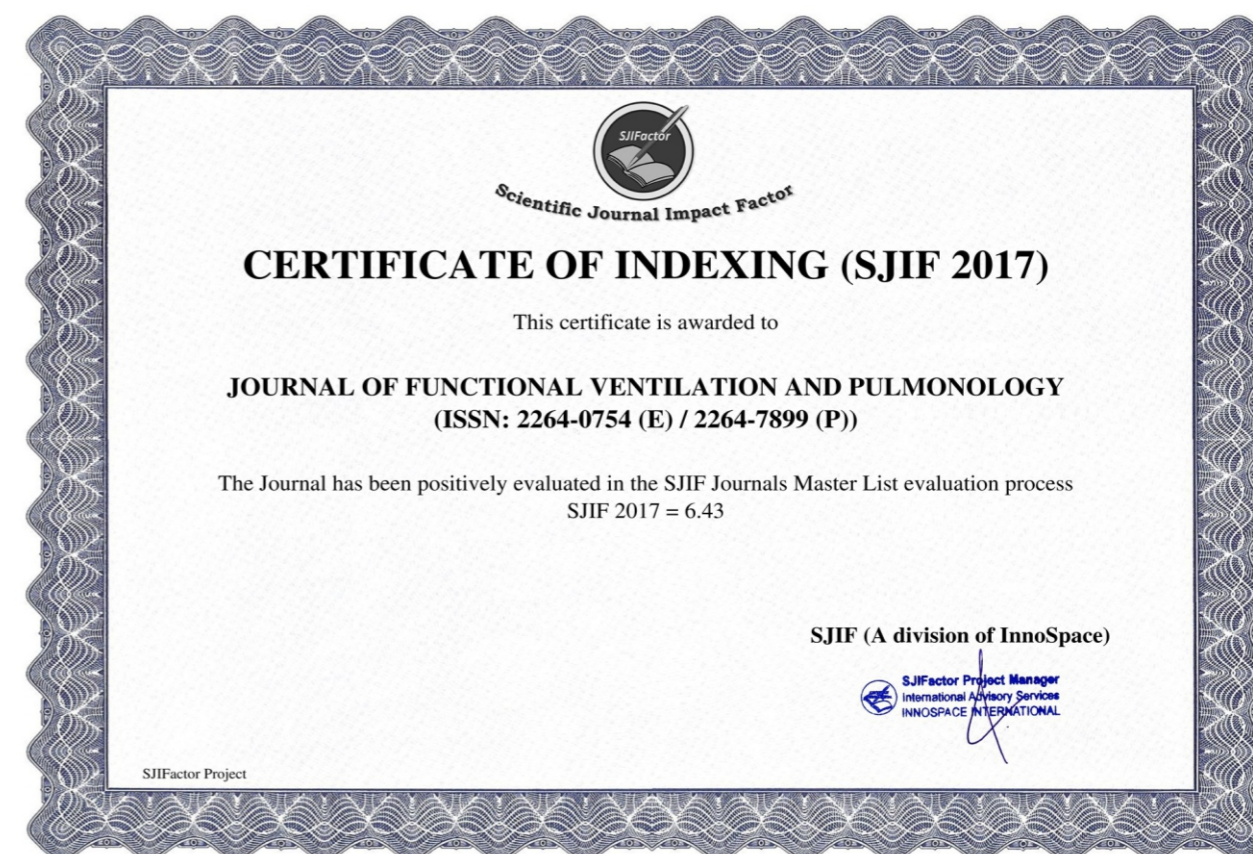 SJIFactor
Scientific Journal Impact Factor
CERTIFICATE OF INDEXING (SJIF 2017)
This certificate is awarded to
JOURNAL OF FUNCTIONAL VENTILATION AND PULMONOLOGY
(ISSN: 2264-0754 (E) / 2264-7899 (P))
The Journal has been positively evaluated in the SJIF Journals Master List evaluation process
SJIF 2017 = 6.43
SJIF (A division of InnoSpace)
SJIFactor Project Manager
International Advisory Services
INNOSPACE INTERNATIONAL
SJIFactor Project